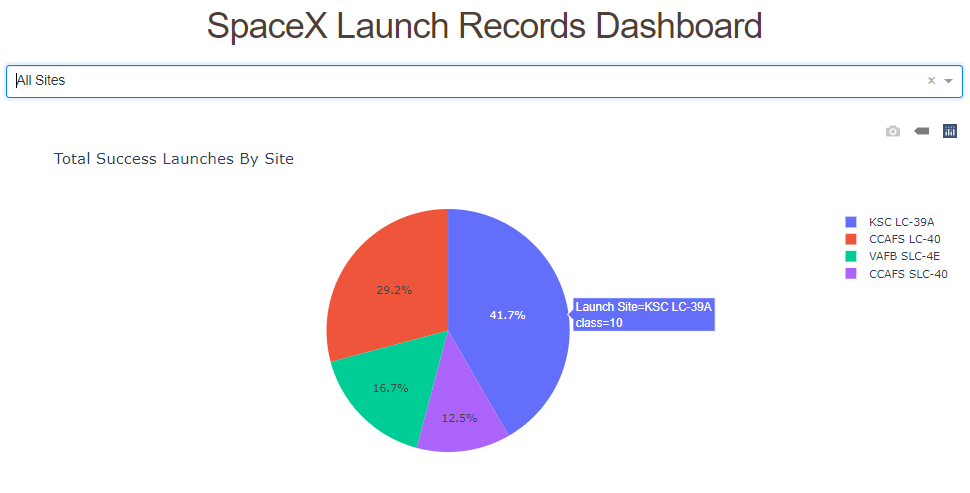 SpaceX Launch Records Dashboard
All Sites
Total Success Launches By Site
KSC LC-39A
CCAFS LC-40
VAFB SLC-4E
CCAFS SLC-40
29.2%
41.7%
Launch Site=KSC LC-39A
class=10
16.7%
12.5%